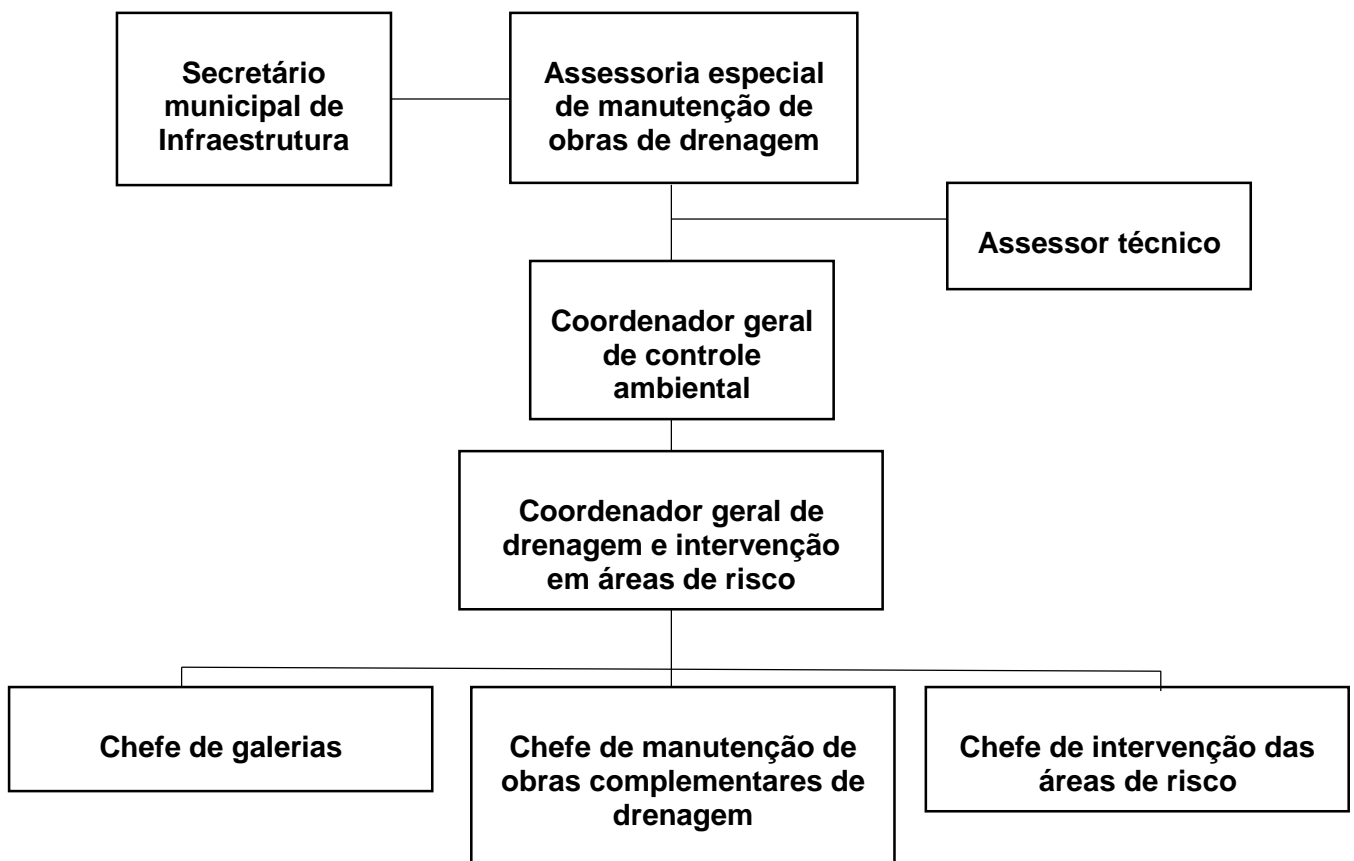 Secretário
municipal de
Infraestrutura
Assessoria especial
de manutenção de
obras de drenagem
Assessor técnico
Coordenador geral
de controle
ambiental
Coordenador geral de
drenagem e intervenção
em áreas de risco
Chefe de galerias
Chefe de manutenção de
obras complementares de
drenagem
Chefe de intervenção das
áreas de risco